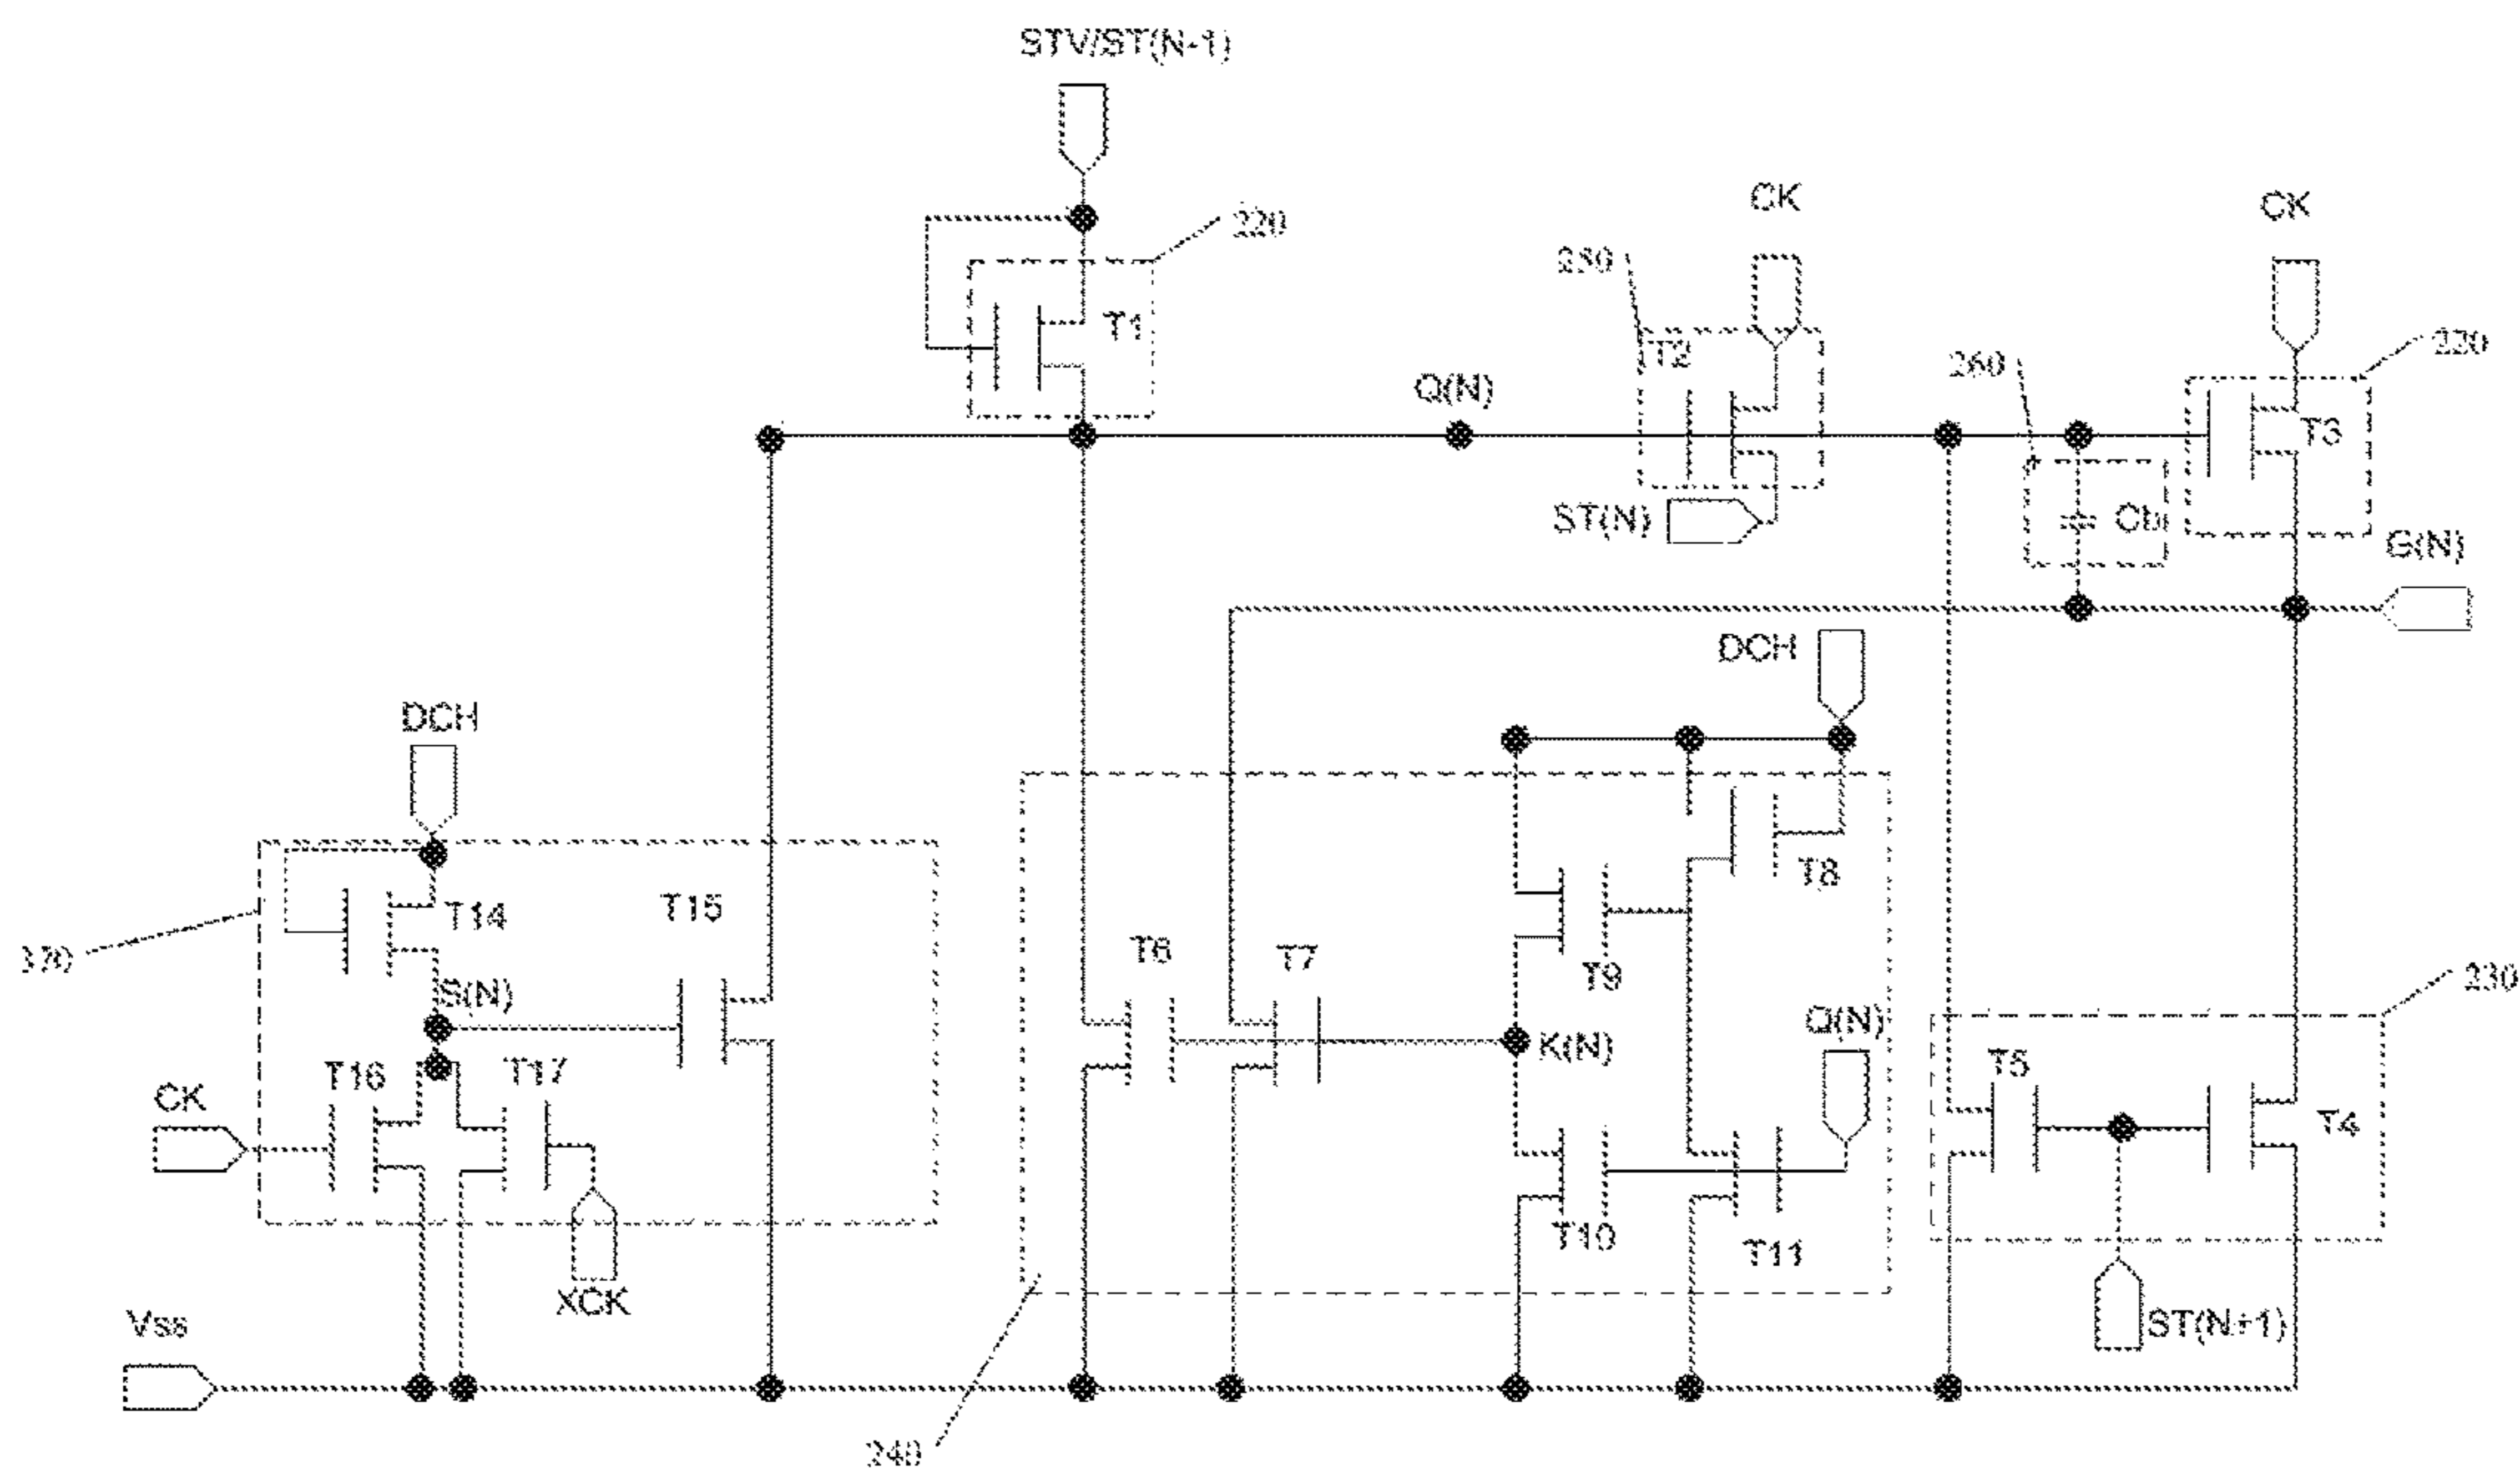 STV/ST(N-1)
CK
CK
220
250
T1
T2
220
260
Q(N)
T3
ST(N)
Cb
G(N)
DCH
DCH
T8
T14
T15
T6
T7
T9
370
S(N)
Q(N)
230
K(N)
T5
T16
T17
CK
T4
T10
T11
XCK
Vss
ST(N+1)
240